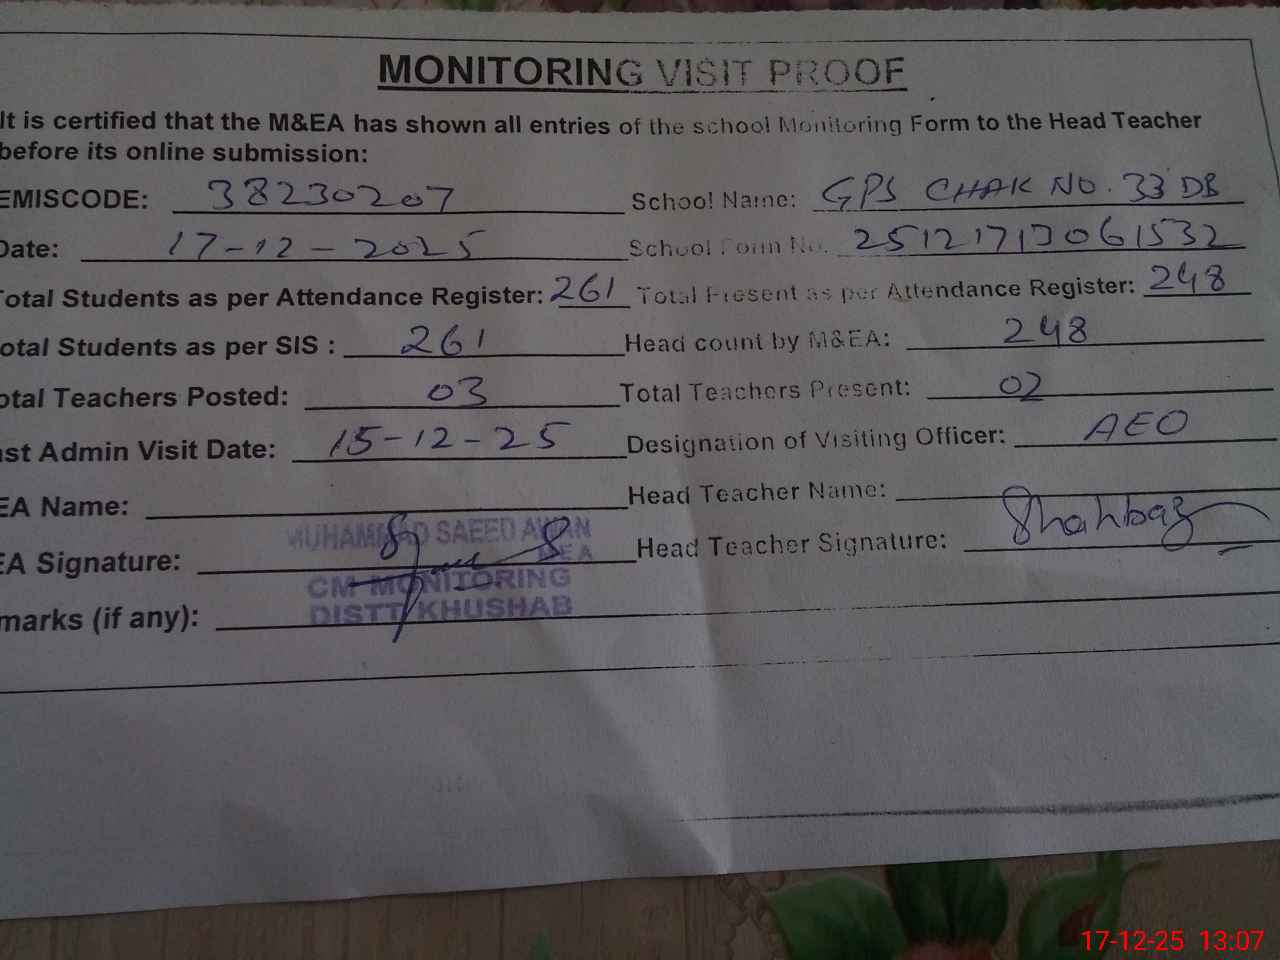 MONITORING VISIT PROOF
It is certified that the M&EA has shown all entries of the school Monitoring Form to the Head Teacher
before its online submission:
EMISCODE: 38230207 School Name: GPS CHAK NO. 33 DB
Date: 17-12-2025 School Form No. 25121713061532
Total Students as per Attendance Register: 261 Total Present as per Attendance Register: 248
otal Students as per SIS : 261 Head count by M&EA: 248
otal Teachers Posted: 03 Total Teachers Present: 02
ast Admin Visit Date: 15-12-25 Designation of Visiting Officer: AEO
EA Name: Head Teacher Name:
MUHAMMAD SAEED AWAN
MEA
EA Signature: Head Teacher Signature: Shahbaz
CM MONITORING
DISTT KHUSHAB
marks (if any):
17-12-25 13:07